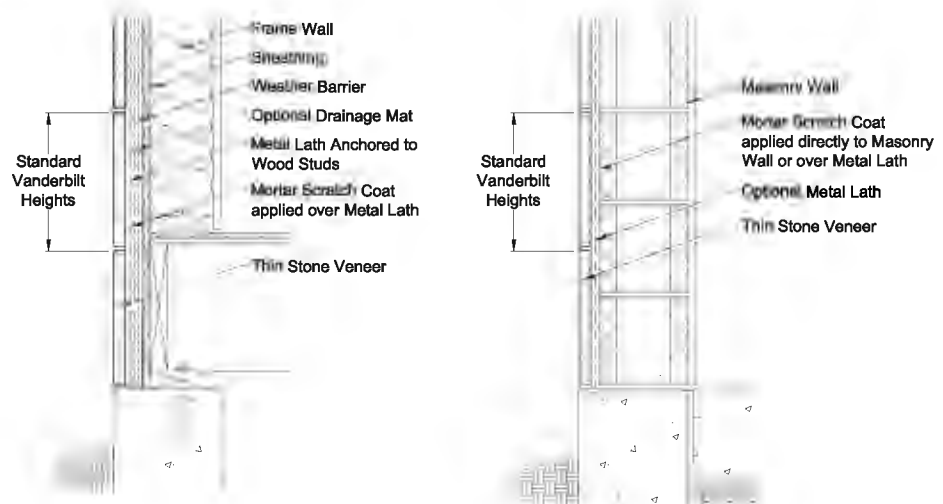 Frame Wall
Sheathing
Weather Barrier
Optional Drainage Mat
Metal Lath Anchored to
Wood Studs
Mortar Scratch Coat
applied over Metal Lath
Thin Stone Veneer
Standard
Vanderbilt
Heights
Masonry Wall
Mortar Scratch Coat
applied directly to Masonry
Wall or over Metal Lath
Optional Metal Lath
Thin Stone Veneer
Standard
Vanderbilt
Heights